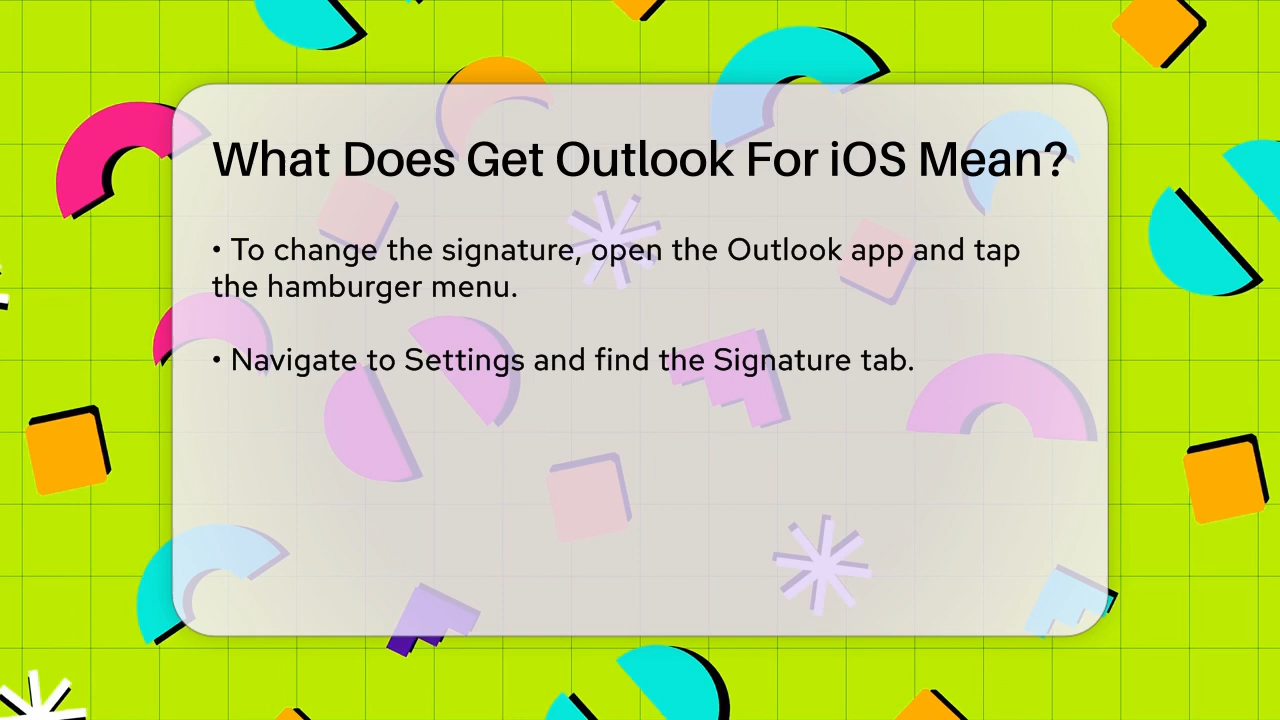 What Does Get Outlook For iOS Mean?
• To change the signature, open the Outlook app and tap
the hamburger menu.
• Navigate to Settings and find the Signature tab.